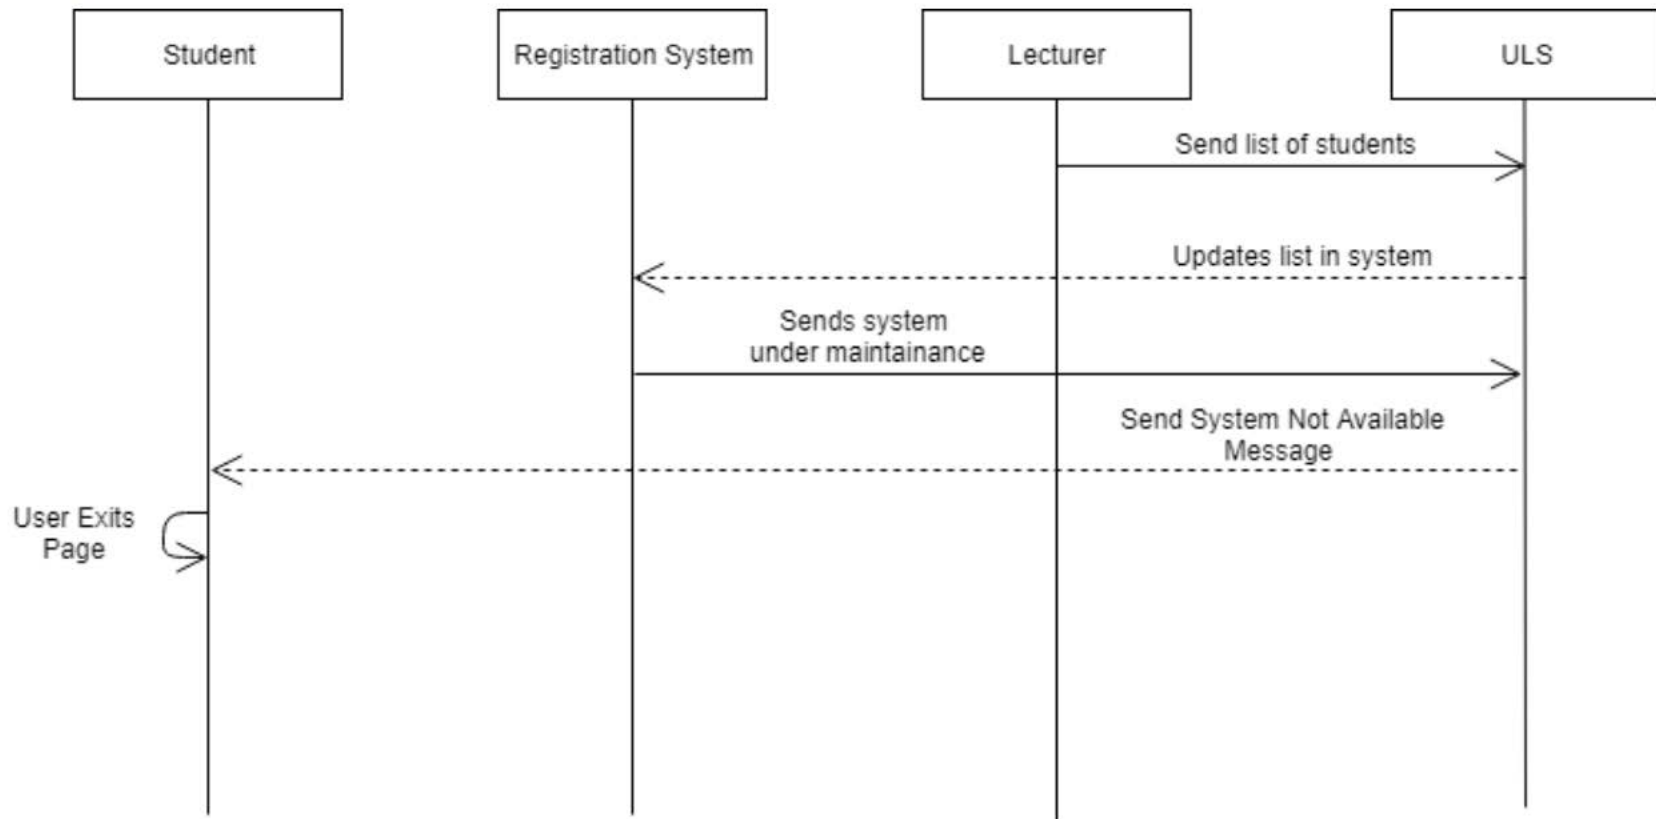 Student
Registration System
Lecturer
ULS
Send list of students
Updates list in system
Sends system
under maintainance
Send System Not Available
Message
User Exits
Page